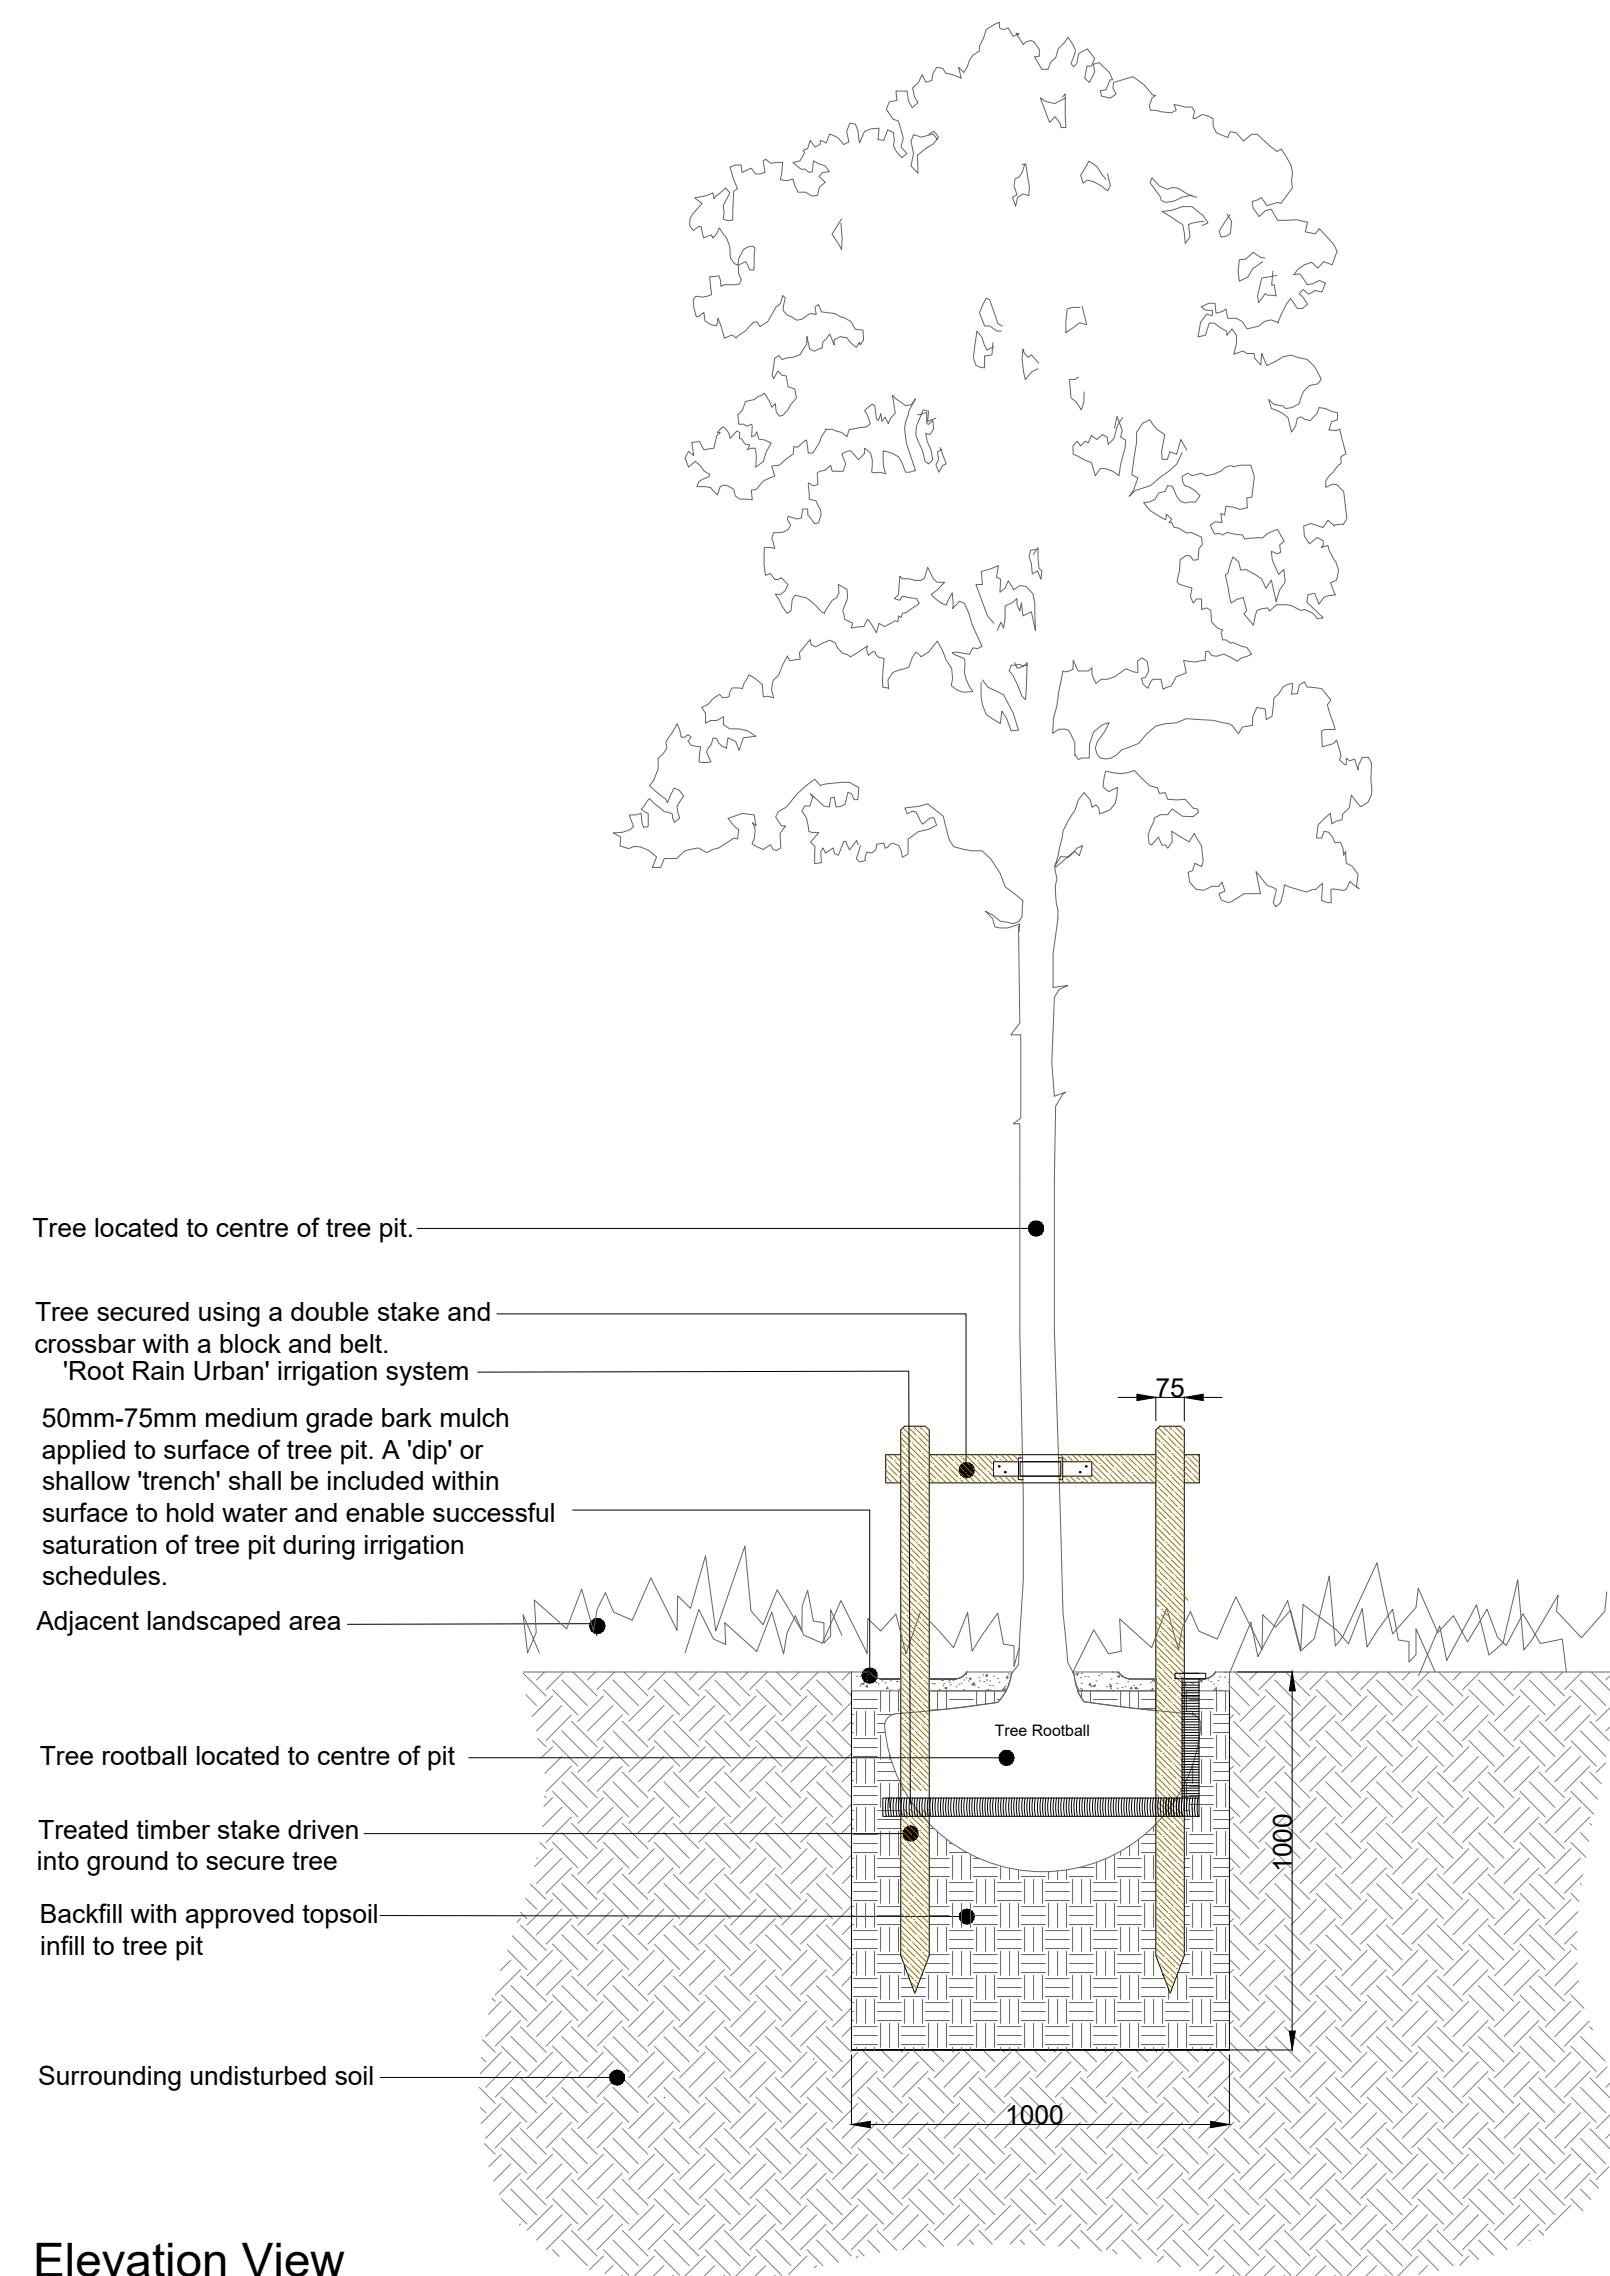 Tree located to centre of tree pit.
Tree secured using a double stake and
crossbar with a block and belt.
'Root Rain Urban' irrigation system
75
50mm-75mm medium grade bark mulch
applied to surface of tree pit. A 'dip' or
shallow 'trench' shall be included within
surface to hold water and enable successful
saturation of tree pit during irrigation
schedules.
Adjacent landscaped area
Tree Rootball
Tree rootball located to centre of pit
Treated timber stake driven
into ground to secure tree
1000
Backfill with approved topsoil
infill to tree pit
Surrounding undisturbed soil
1000
Elevation View